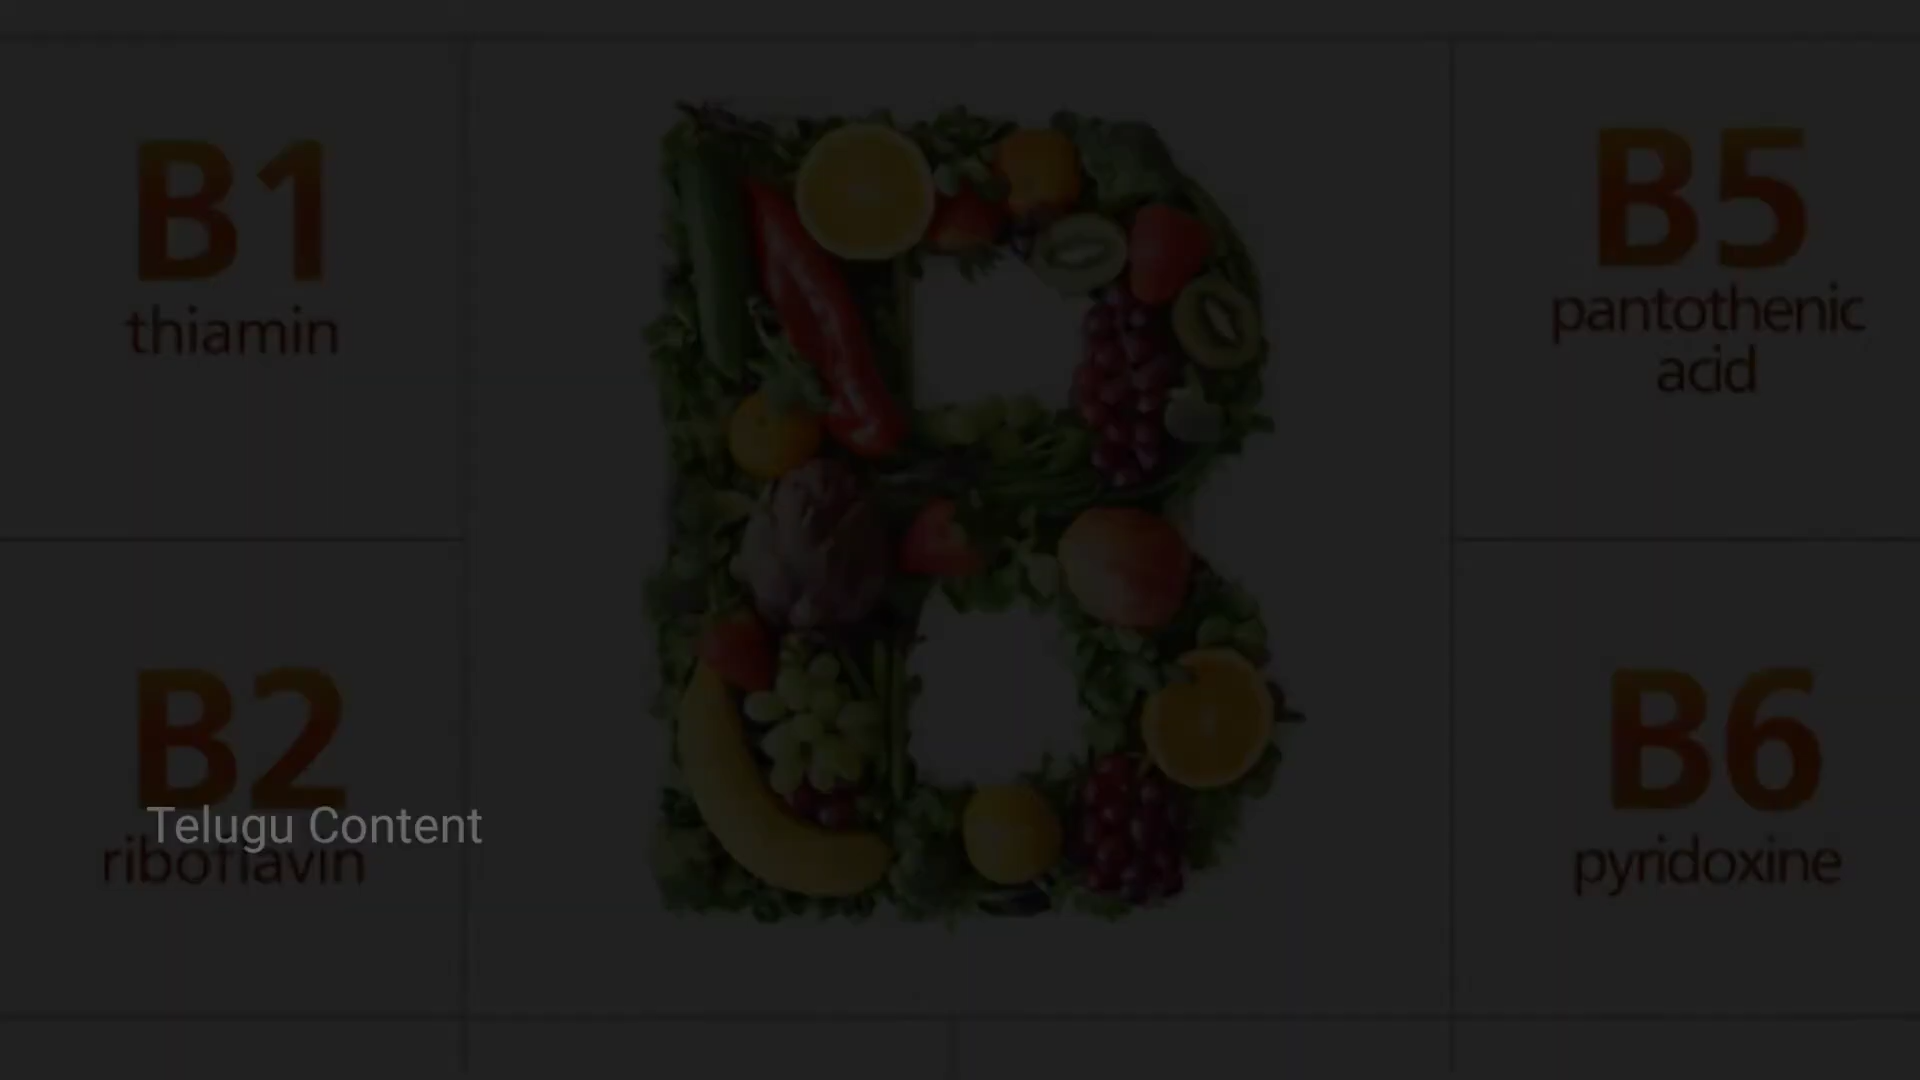 B1
thiamin
B5
pantothenic
acid
B2
riboflavin
Telugu Content
B6
pyridoxine